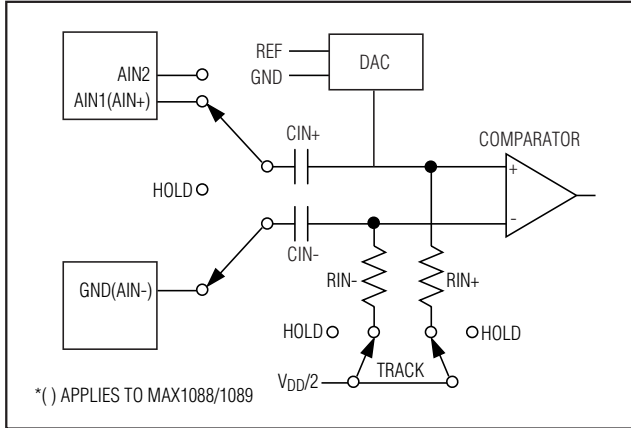 REF
GND
DAC
AIN2
AIN1(AIN+)
CIN+
COMPARATOR
+
HOLD
-
CIN-
GND(AIN-)
RIN-
RIN+
HOLD
HOLD
TRACK
VDD/2
*( ) APPLIES TO MAX1088/1089